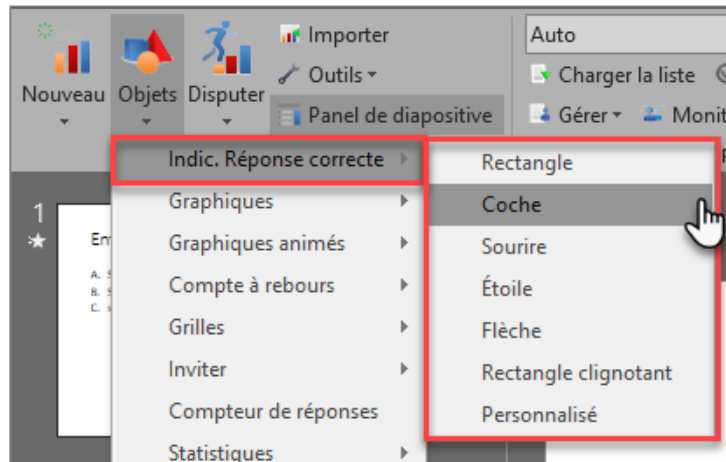 Importer
Auto
Outils
Charger la liste
Nouveau Objets Disputer
Panel de diapositive
Gérer
Indic. Réponse correcte
Graphiques
Graphiques animés
Compte à rebours
Grilles
Inviter
Compteur de réponses
Statistiques
Rectangle
Coche
Sourire
Étoile
Flèche
Rectangle clignotant
Personnalisé
1
A.
B.
C.